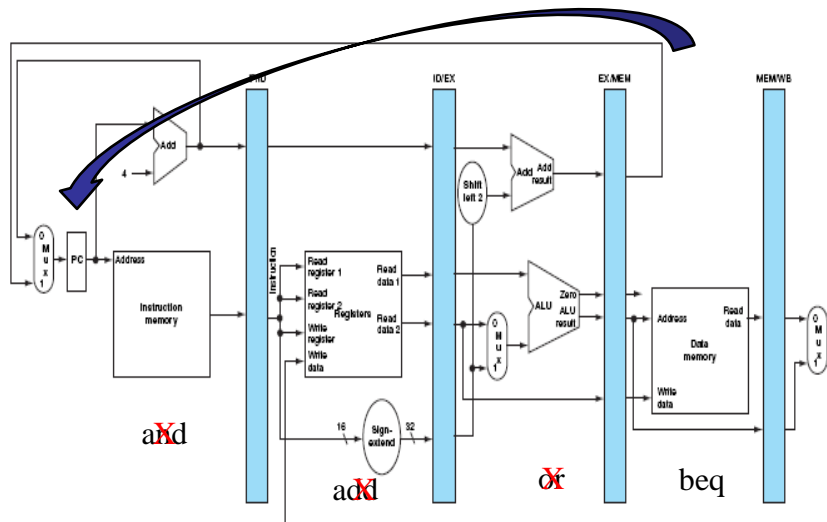 ID/EX
EX/MEM
MEM/WB
Add
4
Shift
left 2
Add
Add
result
0
M
u
x
1
PC
Address
Instruction
memory
Instruction
Read
register 1
Read
register 2
Write
register
Write
data
Registers
Read
data 1
Read
data 2
0
M
u
x
1
ALU
Zero
ALU
result
Address
Write
data
Data
memory
Read
data
0
M
u
x
1
16
Sign-
extend
32
and
X
add
X
or
X
beq